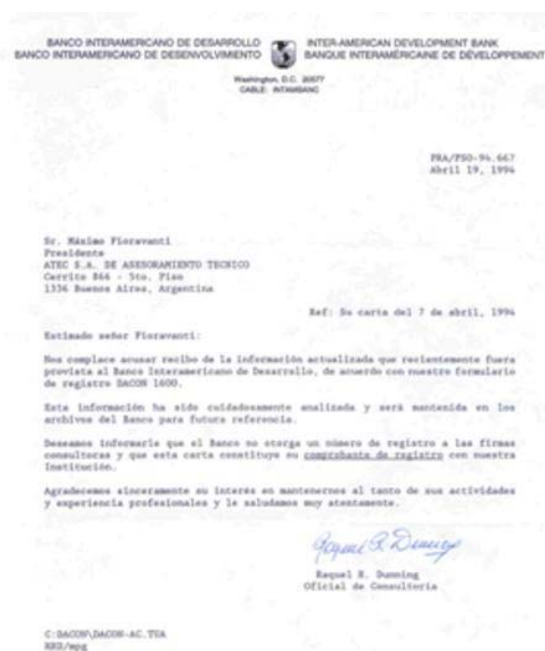 BANCO INTERAMERICANO DE DESARROLLO
BANCO INTERAMERICANO DE DESENVOLVIMIENTO
INTER-AMERICAN DEVELOPMENT BANK
BANQUE INTERAMÉRICAINE DE DÉVELOPPEMENT
Washington, D.C. 20577
CABLE: INTAMBANC
PRA/PSO-94.667
Abril 19, 1994
Sr. Máximo Fioravanti
Presidente
ATEC S.A. DE ASESORAMIENTO TECNICO
Cerrito 866 - 5to. Piso
1336 Buenos Aires, Argentina
Ref: Su carta del 7 de abril, 1994
Estimado señor Fioravanti:
Nos complace acusar recibo de la información actualizada que recientemente fuera
provista al Banco Interamericano de Desarrollo, de acuerdo con nuestro formulario
de registro DACON 1600.
Esta información ha sido cuidadosamente analizada y será mantenida en los
archivos del Banco para futura referencia.
Deseamos informarle que el Banco no otorga un número de registro a las firmas
consultoras y que esta carta constituye su comprobante de registro con nuestra
Institución.
Agradecemos sinceramente su interés en mantenernos al tanto de sus actividades
y experiencia profesionales y le saludamos muy atentamente.
Raquel R. Dunning
Oficial de Consultoría
C:DACON\DACON-AC.TUA
RRD/mpg